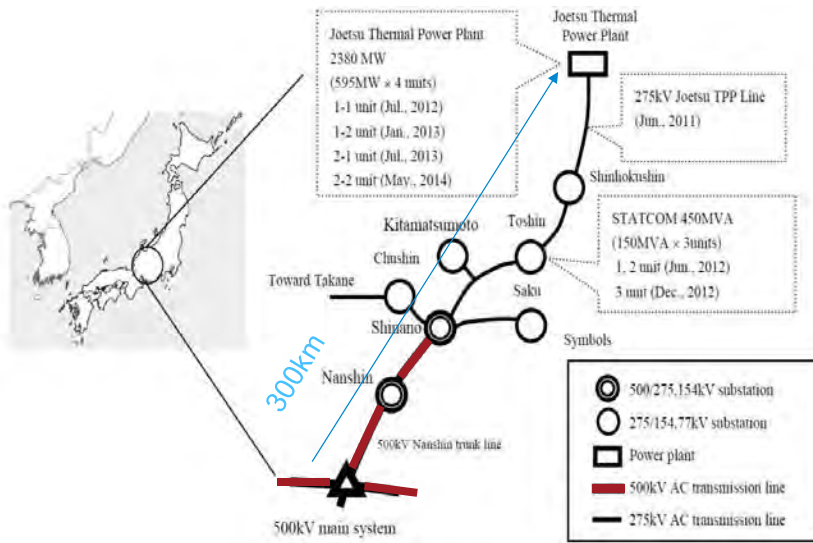 Joetsu Thermal
Power Plant
Joetsu Thermal Power Plant
2380 MW
(595MW × 4 units)
1-1 unit (Jul., 2012)
1-2 unit (Jan., 2013)
2-1 unit (Jul., 2013)
2-2 unit (May., 2014)
275kV Joetsu TPP Line
(Jun., 2011)
Shinhokushin
STATCOM 450MVA
(150MVA × 3units)
1, 2 unit (Jun., 2012)
3 unit (Dec., 2012)
Toshin
Kitamatsumoto
Chushin
Toward Takane
Saku
Shinano
Symbols
300km
Nanshin
500kV Nanshin trunk line
500kV main system
500/275,154kV substation
275/154,77kV substation
Power plant
500kV AC transmission line
275kV AC transmission line